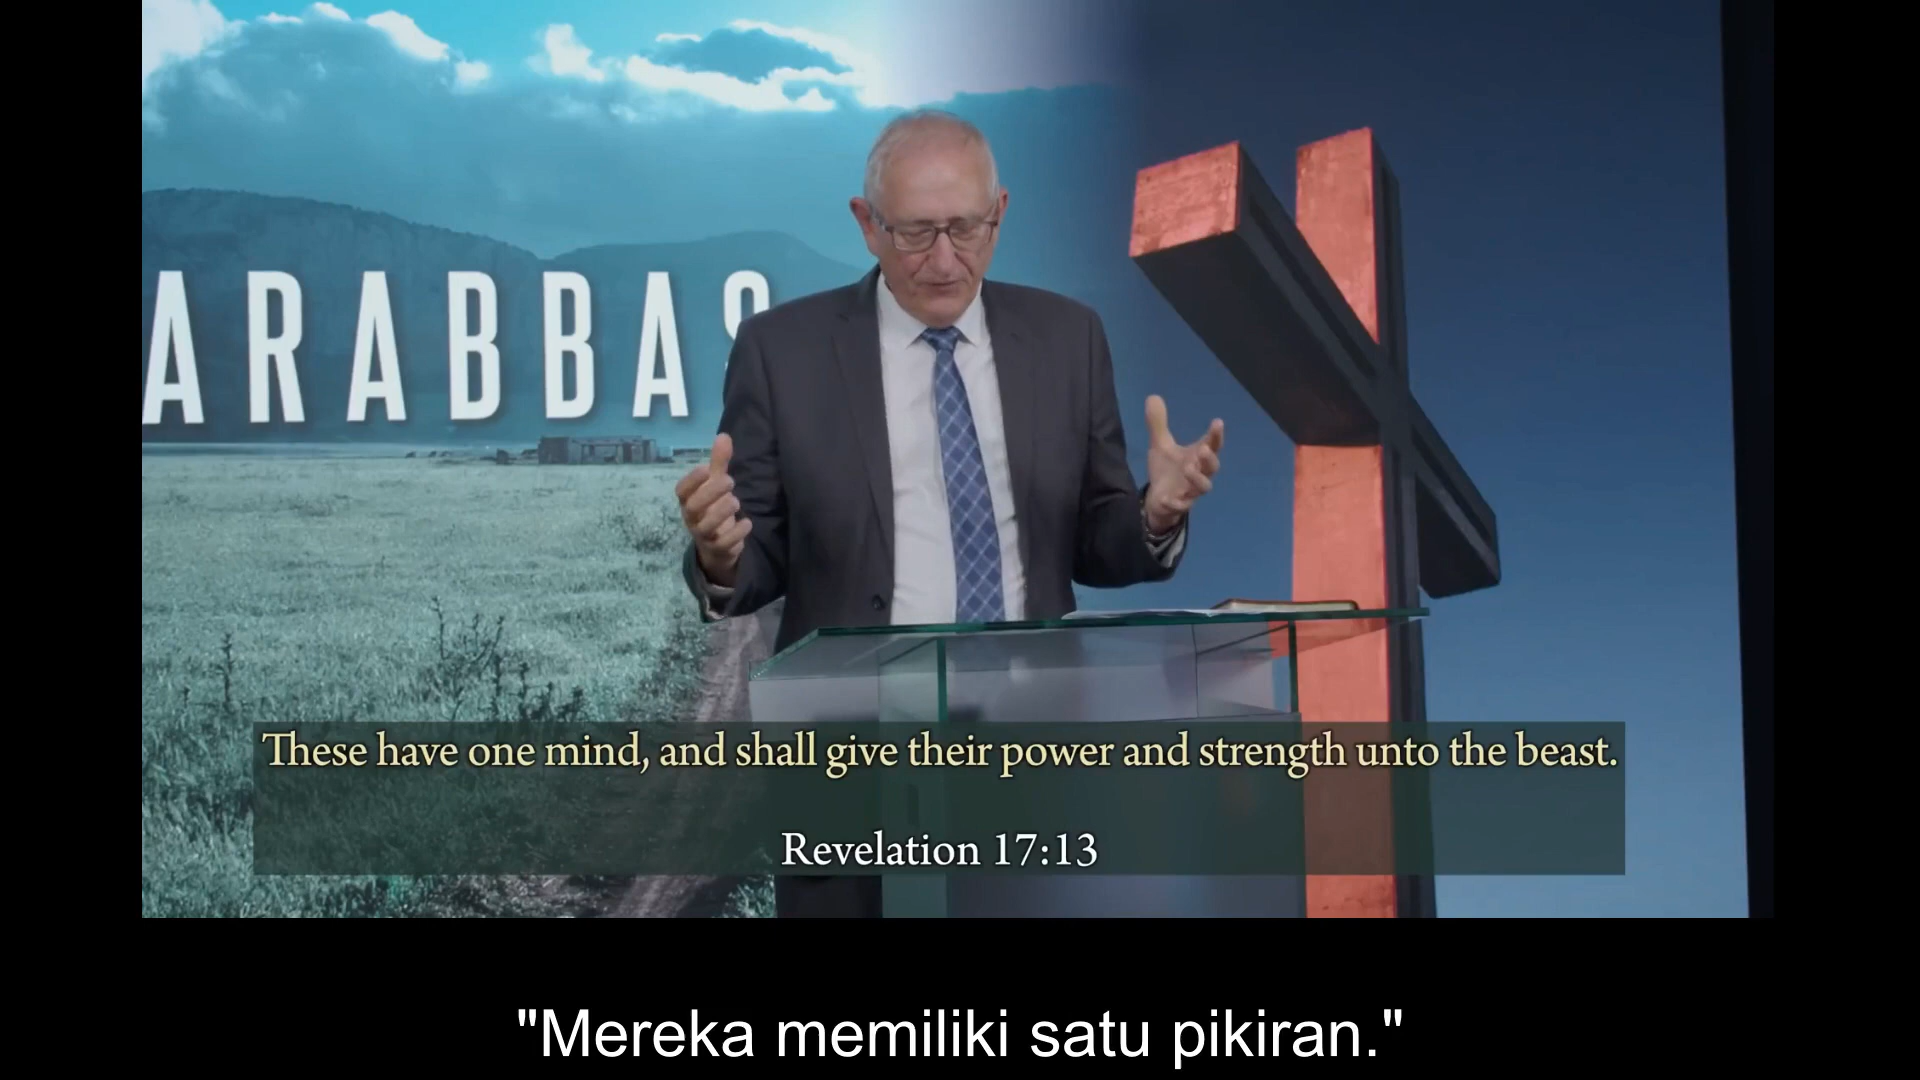 ARABBAS
These have one mind, and shall give their power and strength unto the beast.
Revelation 17:13
"Mereka memiliki satu pikiran."